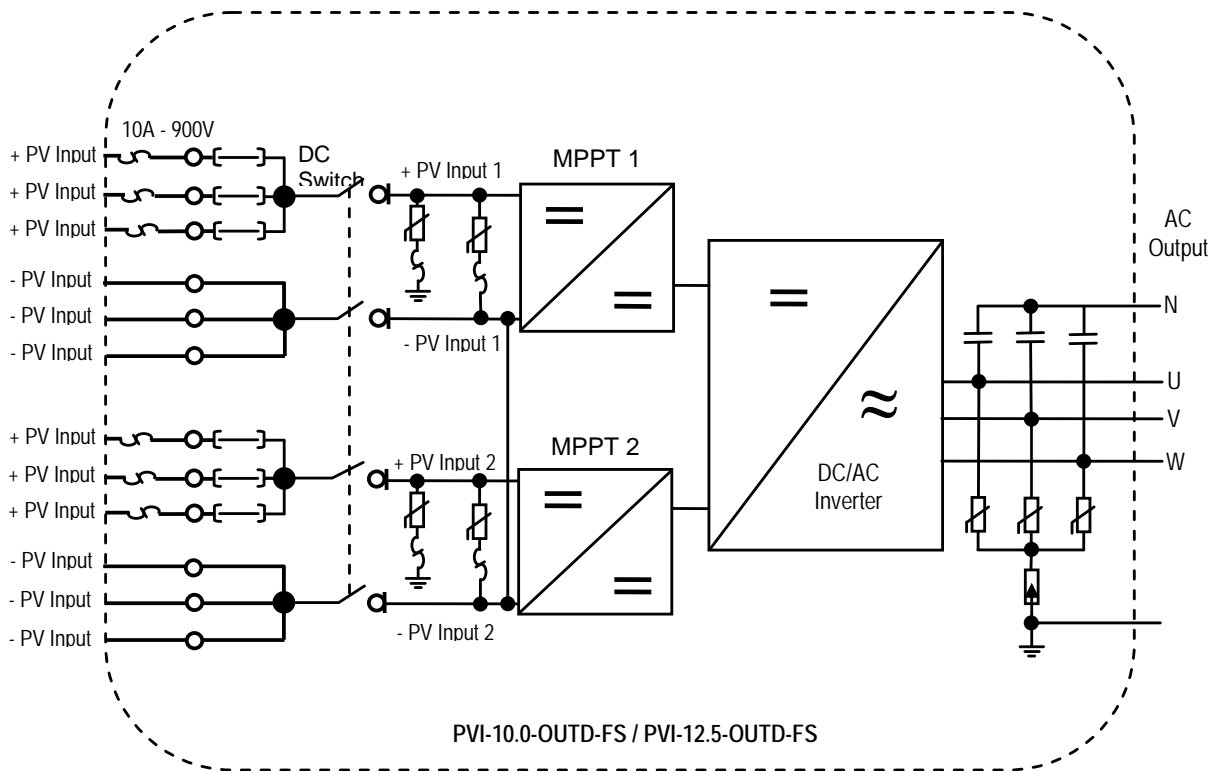 10A - 900V
+ PV Input
+ PV Input
+ PV Input
- PV Input
- PV Input
- PV Input
DC
Switch
+ PV Input 1
- PV Input 1
MPPT 1
+ PV Input
+ PV Input
+ PV Input
- PV Input
- PV Input
- PV Input
+ PV Input 2
- PV Input 2
MPPT 2
DC/AC
Inverter
AC
Output
N
U
V
W
PVI-10.0-OUTD-FS / PVI-12.5-OUTD-FS